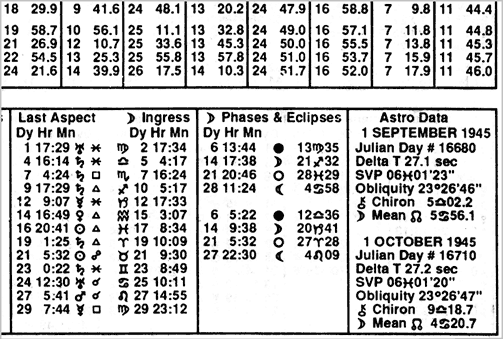 18 29.9 9 41.6 24 48.1 13 20.2 24 47.9 16 58.8 7 9.8 11 44.4
19 58.7 10 56.1 25 11.1 13 32.8 24 49.0 16 57.1 7 11.8 11 44.8
21 26.9 12 10.7 25 33.6 13 45.3 24 50.0 16 55.5 7 13.8 11 45.3
22 54.5 13 25.3 25 55.8 13 57.8 24 51.0 16 53.7 7 15.9 11 45.7
24 21.6 14 39.9 26 17.5 14 10.3 24 51.7 16 52.0 7 17.9 11 46.0
Last Aspect ☽ Ingress
Dy Hr Mn Dy Hr Mn
1 17:29 ♅ ⚹ ♍ 2 17:34
4 16:14 ♄ ⚹ ♎ 5 4:17
7 4:24 ♄ □ ♏ 7 16:24
9 17:29 ♄ △ ♐ 10 5:17
12 9:07 ☿ ⚹ ♑ 12 17:33
14 16:49 ♀ △ ♒ 15 3:07
16 20:41 ☉ △ ♓ 17 8:34
19 1:25 ♄ △ ♈ 19 10:09
21 5:32 ☉ ☍ ♉ 21 9:30
23 0:22 ♄ ⚹ ♊ 23 8:49
24 12:30 ♅ ☌ ♋ 25 10:11
27 5:41 ♂ ☌ ♌ 27 14:55
29 7:44 ☿ □ ♍ 29 23:12
☽ Phases & Eclipses
Dy Hr Mn
6 13:44 ● 13♍35
14 17:38 ☽ 21♐32
21 20:46 ○ 28♓29
28 11:24 ☾ 4♋58
6 5:22 ● 12♎36
14 9:38 ☽ 20♑41
21 5:32 ○ 27♈28
27 22:30 ☾ 4♌09
Astro Data
1 SEPTEMBER 1945
Julian Day # 16680
Delta T 27.1 sec
SVP 06♓01'23"
Obliquity 23°26'46"
⚷ Chiron 5♎02.2
☽ Mean ☊ 5♋56.1
1 OCTOBER 1945
Julian Day # 16710
Delta T 27.2 sec
SVP 06♓01'20"
Obliquity 23°26'47"
⚷ Chiron 9♎18.7
☽ Mean ☊ 4♋20.7